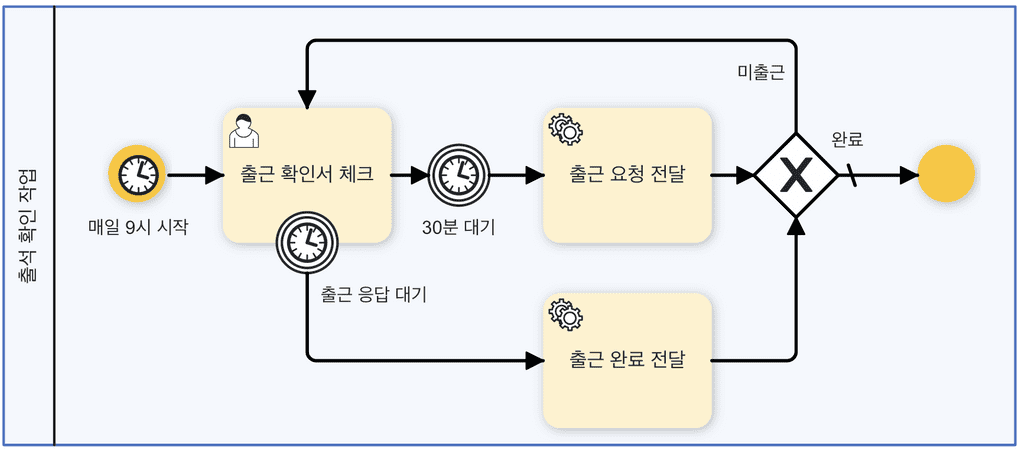 출석 확인 작업
매일 9시 시작
출근 확인서 체크
출근 응답 대기
30분 대기
출근 요청 전달
출근 완료 전달
미출근
완료